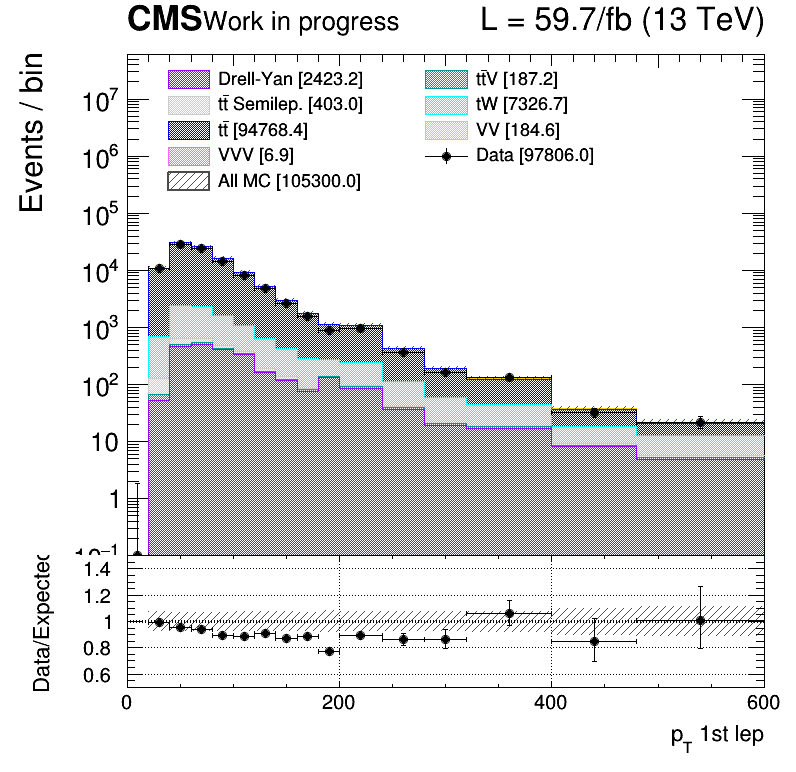 CMS Work in progress L = 59.7/fb (13 TeV)
Events / bin
Drell-Yan [2423.2] tt̄V [187.2]
tt̄ Semilep. [403.0] tW [7326.7]
tt̄ [94768.4] VV [184.6]
VVV [6.9] Data [97806.0]
All MC [105300.0]
10⁷
10⁶
10⁵
10⁴
10³
10²
10
1
10⁻¹
Data/Expected
1.4
1.2
1
0.8
0.6
0 200 400 600
p_T 1st lep